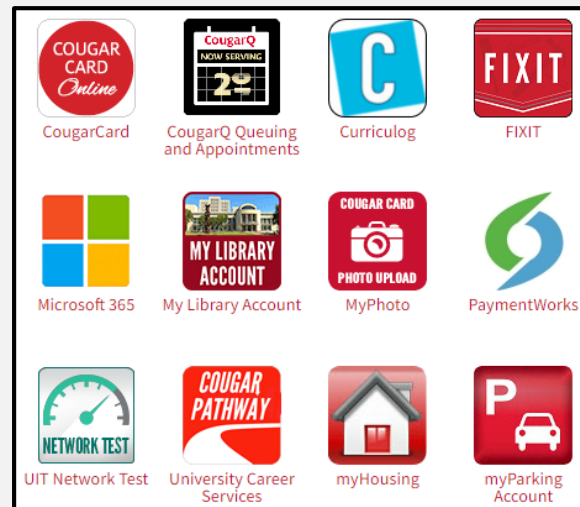 COUGAR
CARD
Online
CougarCard
CougarQ
NOW SERVING
29
CougarQ Queuing
and Appointments
C
Curriculog
FIXIT
FIXIT
Microsoft 365
MY LIBRARY
ACCOUNT
My Library Account
COUGAR CARD
PHOTO UPLOAD
MyPhoto
PaymentWorks
NETWORK TEST
UIT Network Test
COUGAR
PATHWAY
University Career
Services
myHousing
P
myParking
Account